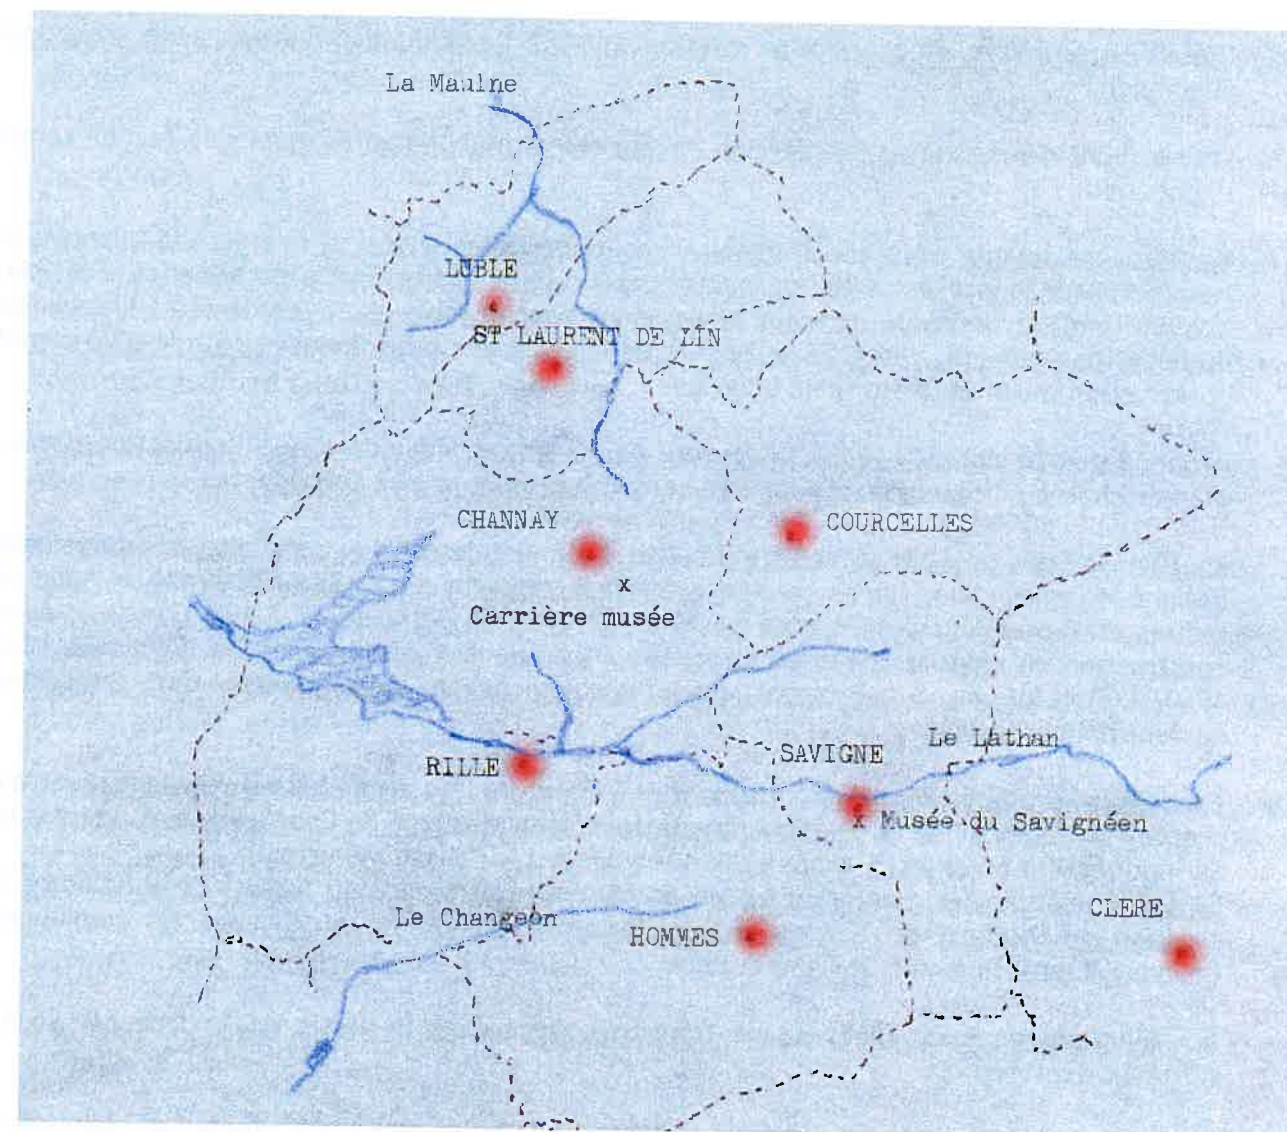 La Maulne
LUBLE
ST LAURENT DE LÎN
CHANNAY
COURCELLES
x
Carrière musée
RILLE
SAVIGNE
Le Lathan
x Musée du Savignéen
CLERE
Le Changeon
HOMMES